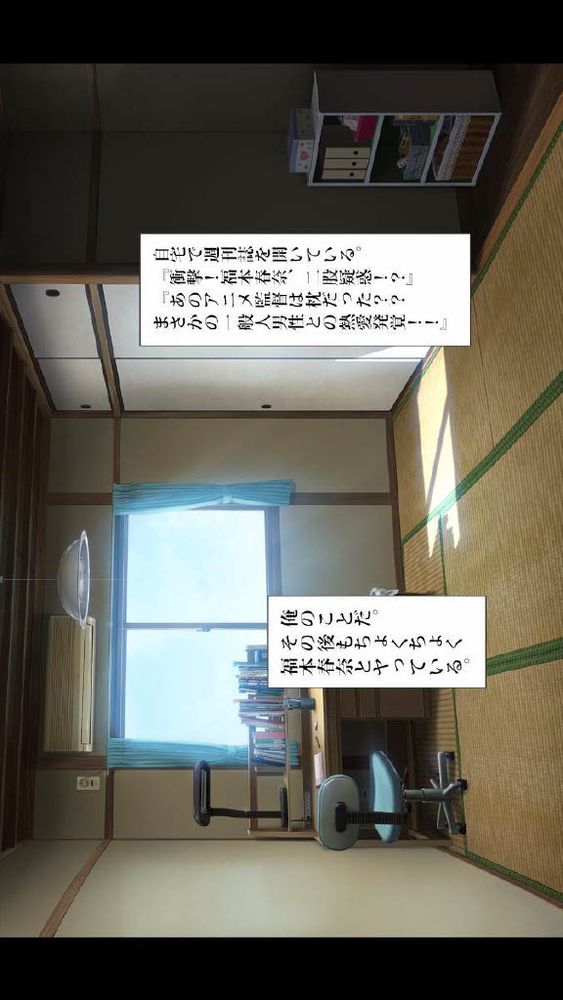 自宅で週刊誌を開いている。
『衝撃！福本春奈、二股疑惑！？』
『あのアニメ監督は枕だった？？
まさかの一般人男性との熱愛発覚！！』
俺のことだ。
その後もちょくちょく
福本春奈とヤっている。